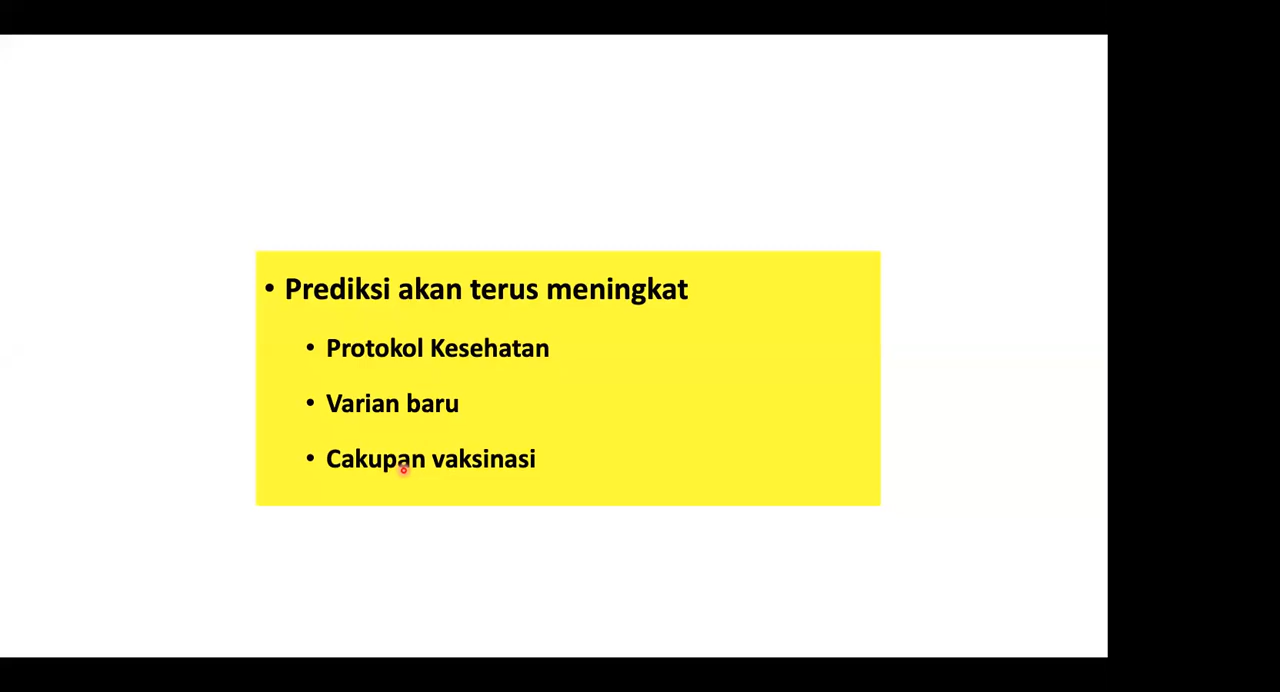 • Prediksi akan terus meningkat
• Protokol Kesehatan
• Varian baru
• Cakupan vaksinasi